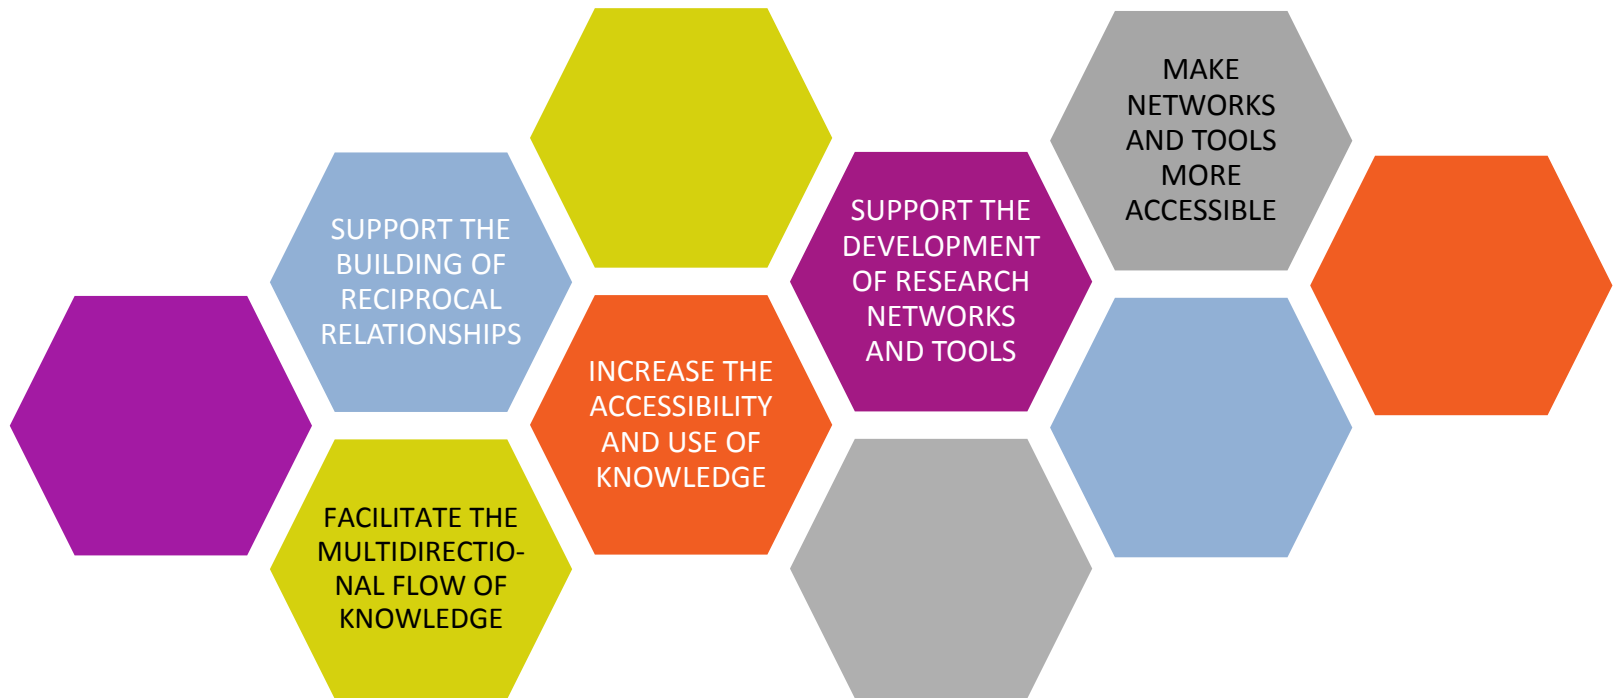 SUPPORT THE
BUILDING OF
RECIPROCAL
RELATIONSHIPS
FACILITATE THE
MULTIDIRECTIO-
NAL FLOW OF
KNOWLEDGE
INCREASE THE
ACCESSIBILITY
AND USE OF
KNOWLEDGE
SUPPORT THE
DEVELOPMENT
OF RESEARCH
NETWORKS
AND TOOLS
MAKE
NETWORKS
AND TOOLS
MORE
ACCESSIBLE